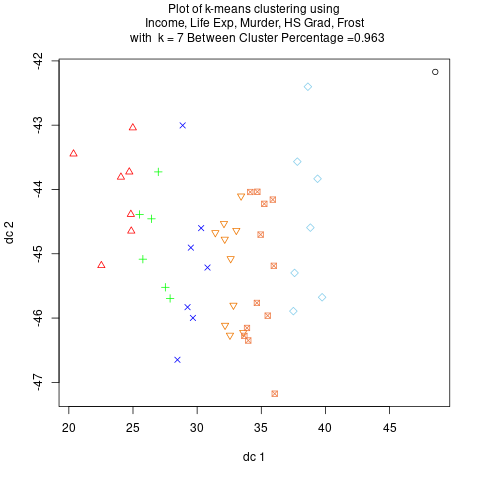 Plot of k-means clustering using
Income, Life Exp, Murder, HS Grad, Frost
with k = 7 Between Cluster Percentage =0.963
-42
-43
-44
-45
-46
-47
dc 2
20 25 30 35 40 45
dc 1